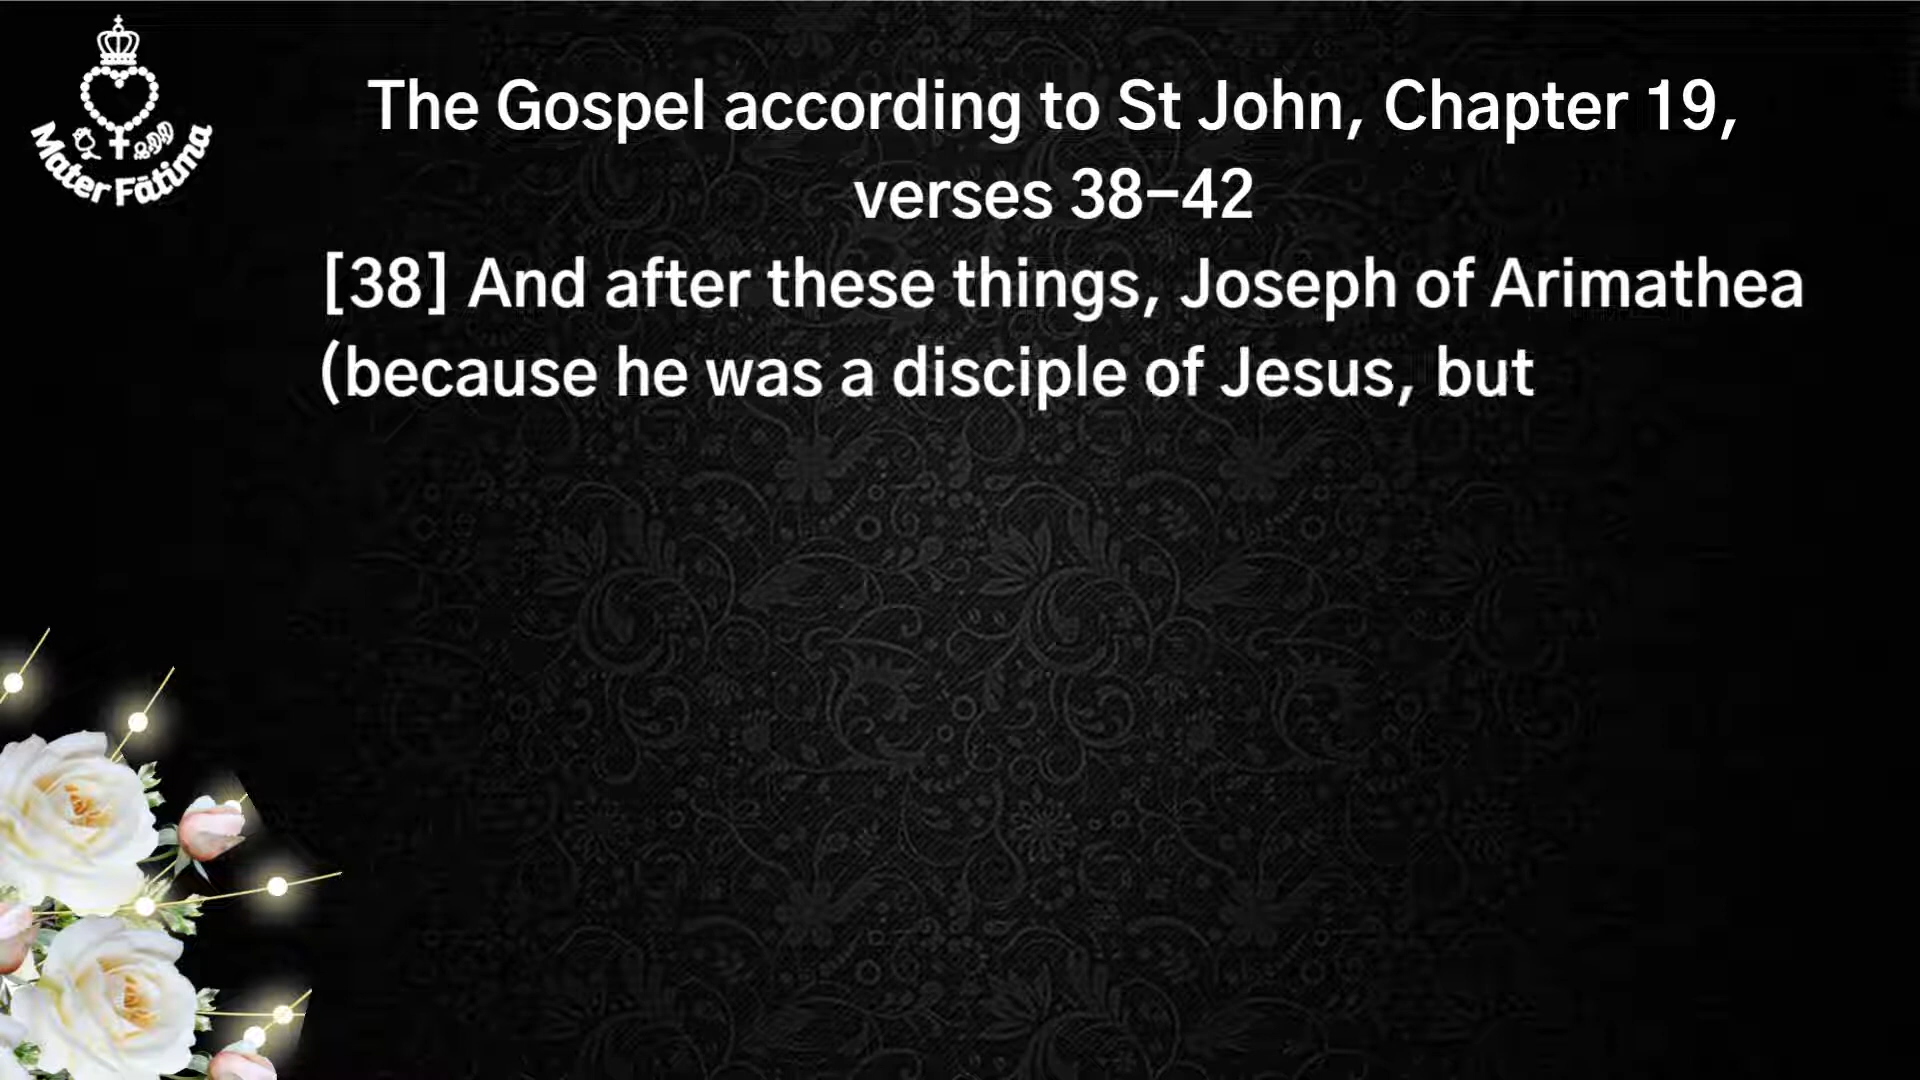 Mater Fātima
The Gospel according to St John, Chapter 19,
verses 38–42
[38] And after these things, Joseph of Arimathea
(because he was a disciple of Jesus, but